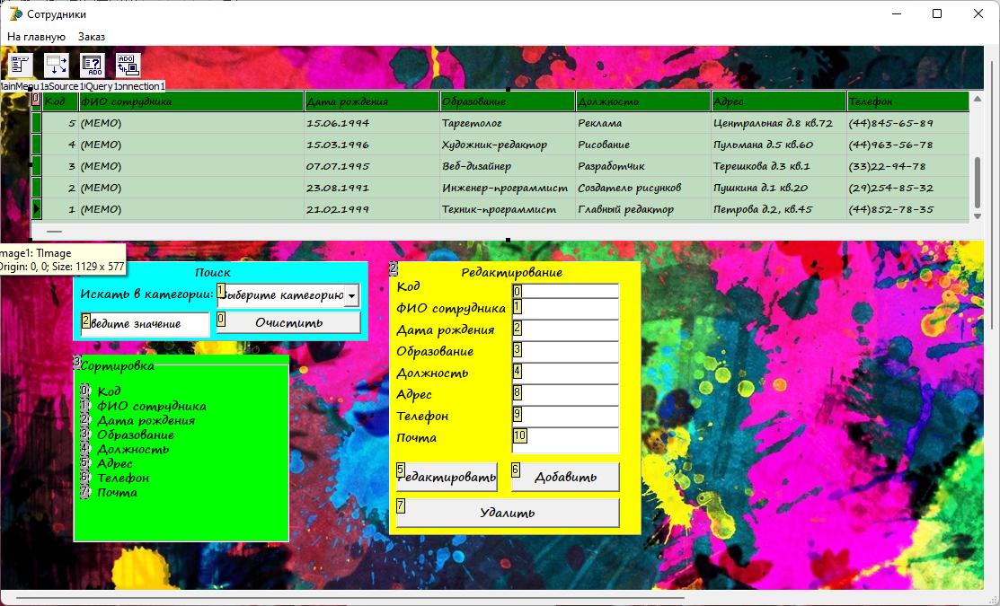 Сотрудники
На главную Заказ
ADO ADO
MainMenu1 aSource1 Query1 onnection1
0 Код ФИО сотрудника Дата рождения Образование Должность Адрес Телефон
5 (MEMO) 15.06.1994 Таргетолог Реклама Центральная д.8 кв.72 (44)845-65-89
4 (MEMO) 15.03.1996 Художник-редактор Рисование Пульмана д.5 кв.60 (44)963-56-78
3 (MEMO) 07.07.1995 Веб-дизайнер Разработчик Терешкова д.3 кв.1 (33)22-94-78
2 (MEMO) 23.08.1991 Инженер-программист Создатель рисунков Пушкина д.1 кв.20 (29)254-85-32
1 (MEMO) 21.02.1999 Техник-программист Главный редактор Петрова д.2, кв.45 (44)852-78-35
mage1: TImage
Origin: 0, 0; Size: 1129 x 577
Поиск
Искать в категории: 1 Выберите категорию
2 ведите значение 0 Очистить
3 Сортировка
0 Код
1 ФИО сотрудника
2 Дата рождения
3 Образование
4 Должность
5 Адрес
6 Телефон
7 Почта
2 Редактирование
Код 0
ФИО сотрудника 1
Дата рождения 2
Образование 3
Должность 4
Адрес 8
Телефон 9
Почта 10
5 Редактировать 6 Добавить
7 Удалить